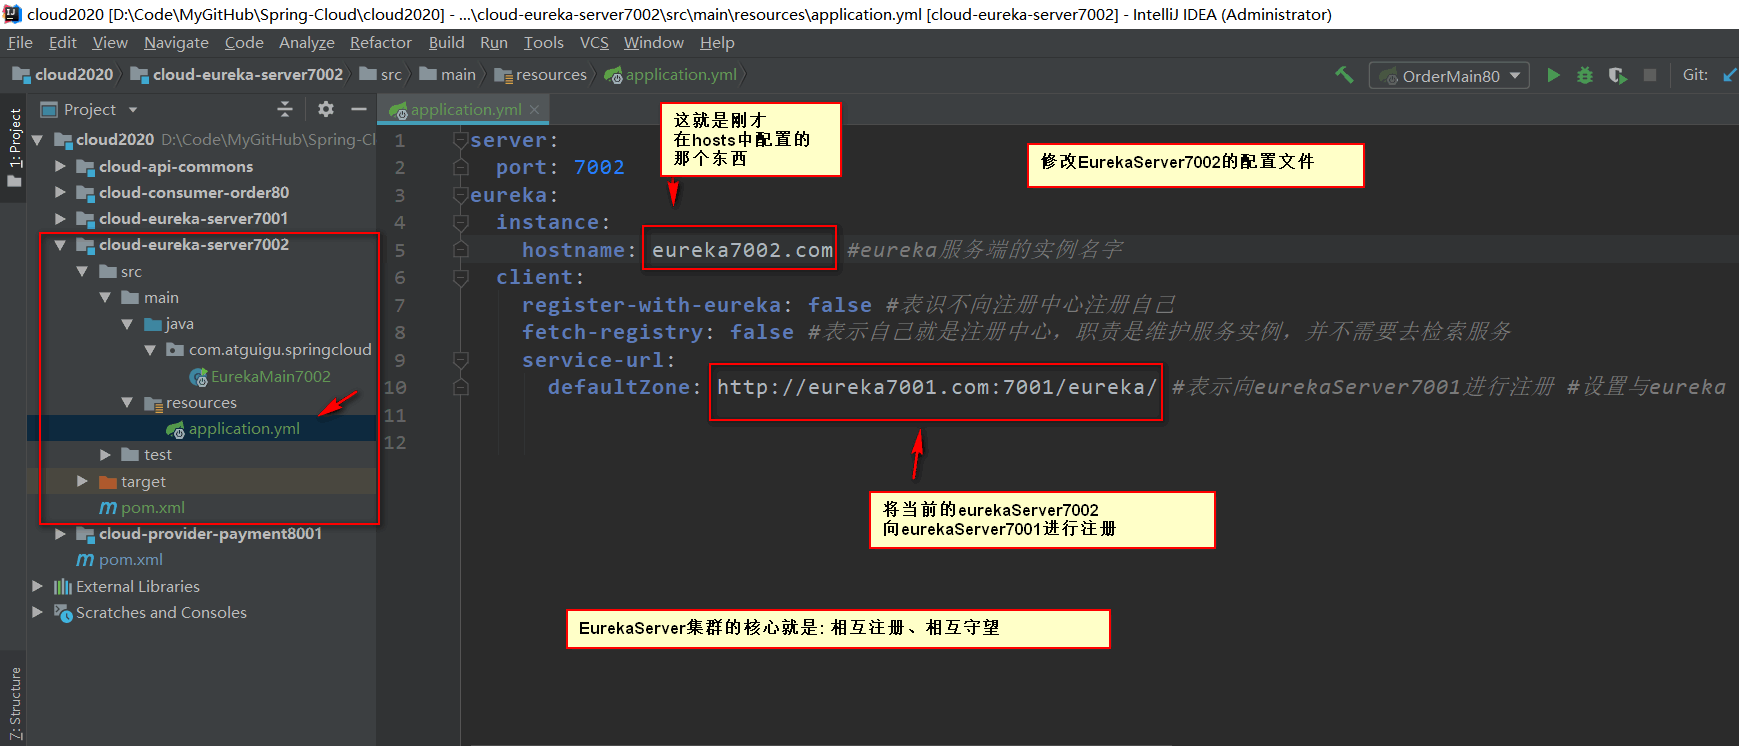 cloud2020 [D:\Code\MyGitHub\Spring-Cloud\cloud2020] - ...\cloud-eureka-server7002\src\main\resources\application.yml [cloud-eureka-server7002] - IntelliJ IDEA (Administrator)
File Edit View Navigate Code Analyze Refactor Build Run Tools VCS Window Help
cloud2020 cloud-eureka-server7002 src main resources application.yml OrderMain80 Git:
1: Project
Project
cloud2020 D:\Code\MyGitHub\Spring-Cl
cloud-api-commons
cloud-consumer-order80
cloud-eureka-server7001
cloud-eureka-server7002
src
main
java
com.atguigu.springcloud
EurekaMain7002
resources
application.yml
test
target
pom.xml
cloud-provider-payment8001
pom.xml
External Libraries
Scratches and Consoles
Z: Structure
application.yml
1 server:
2 port: 7002
3 eureka:
4 instance:
5 hostname: eureka7002.com #eureka服务端的实例名字
6 client:
7 register-with-eureka: false #表识不向注册中心注册自己
8 fetch-registry: false #表示自己就是注册中心，职责是维护服务实例，并不需要去检索服务
9 service-url:
10 defaultZone: http://eureka7001.com:7001/eureka/ #表示向eurekaServer7001进行注册 #设置与eureka
11
12
这就是刚才
在hosts中配置的
那个东西
修改EurekaServer7002的配置文件
将当前的eurekaServer7002
向eurekaServer7001进行注册
EurekaServer集群的核心就是: 相互注册、相互守望